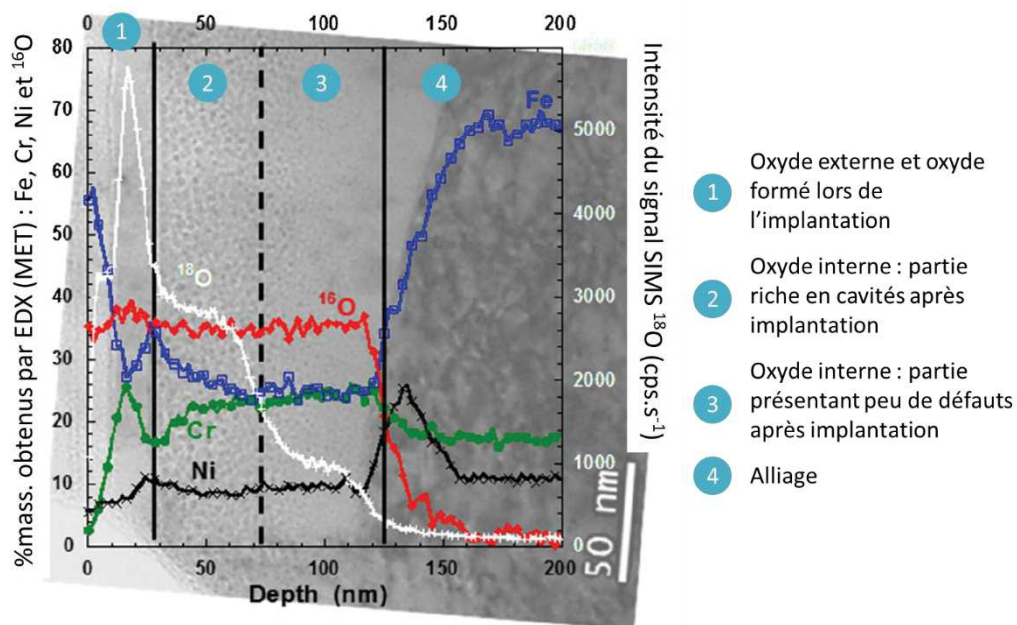 0 50 100 150 200
80
70
60
50
40
30
20
10
0
%mass. obtenus par EDX (MET) : Fe, Cr, Ni et ¹⁶O
1
2
3
4
Fe
¹⁸O
¹⁶O
Cr
Ni
5000
4000
3000
2000
1000
0
Intensité du signal SIMS ¹⁸O (cps.s⁻¹)
50 nm
0 50 100 150 200
Depth (nm)
1
Oxyde externe et oxyde
formé lors de
l’implantation
2
Oxyde interne : partie
riche en cavités après
implantation
3
Oxyde interne : partie
présentant peu de défauts
après implantation
4
Alliage